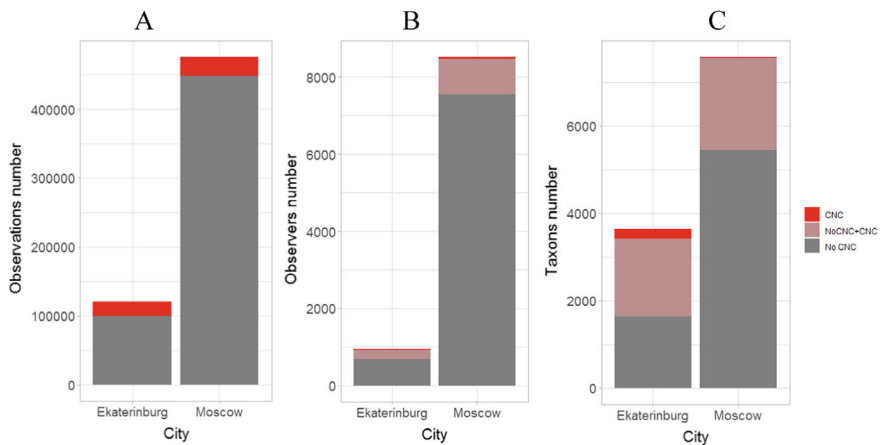 A
Observations number
400000
300000
200000
100000
0
Ekaterinburg Moscow
City
B
Observers number
8000
6000
4000
2000
0
Ekaterinburg Moscow
City
C
Taxons number
6000
4000
2000
0
Ekaterinburg Moscow
City
CNC
NoCNC+CNC
No CNC